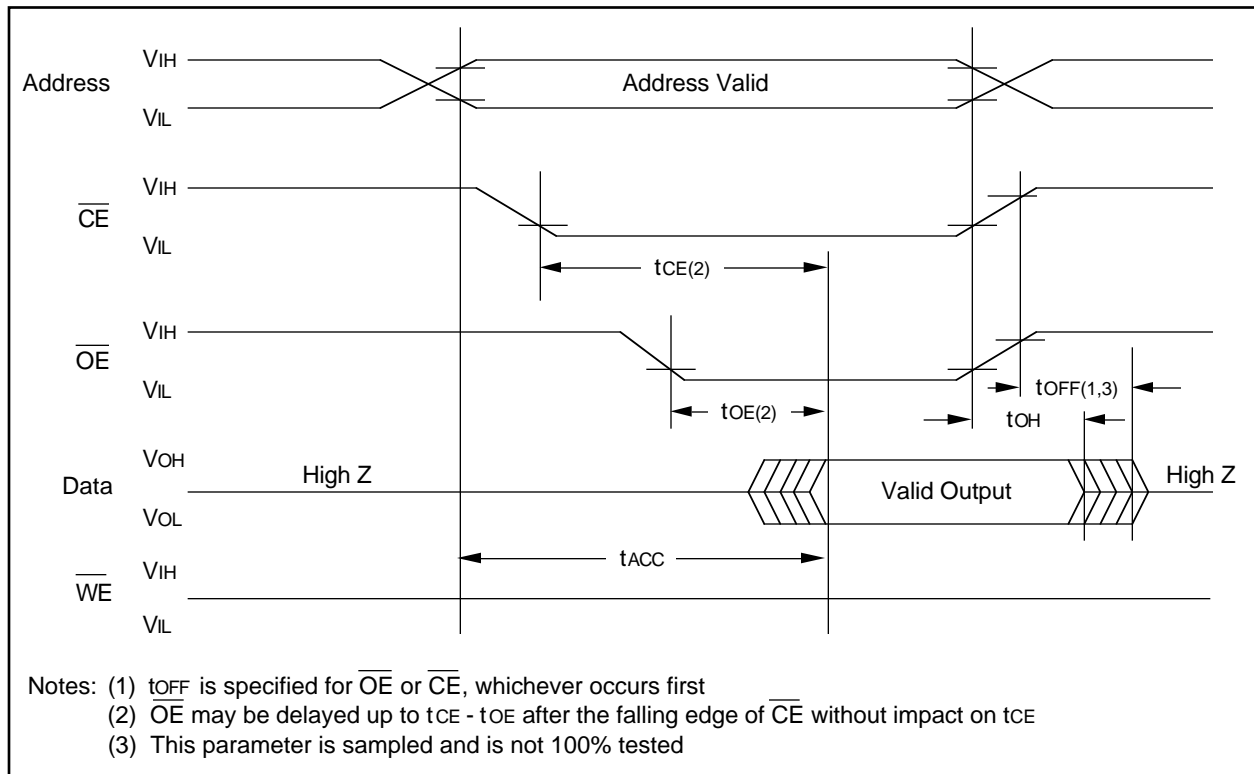 Address
VIH
VIL
Address Valid
CE
VIH
VIL
tCE(2)
OE
VIH
VIL
tOE(2)
tOFF(1,3)
tOH
Data
VOH
VOL
High Z
Valid Output
High Z
tACC
WE
VIH
VIL
Notes: (1) tOFF is specified for OE or CE, whichever occurs first
(2) OE may be delayed up to tCE - tOE after the falling edge of CE without impact on tCE
(3) This parameter is sampled and is not 100% tested